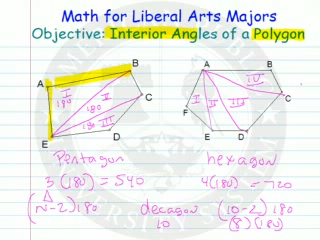 Math for Liberal Arts Majors
Objective: Interior Angles of a Polygon
B A B
A I IV
180 C C
180 II I II III
180 III F
E D E D
Pentagon hexagon
3 (180) = 540 4(180) = 720
Δ
(n-2)180 decagon (10-2)180
10 (8)(180)